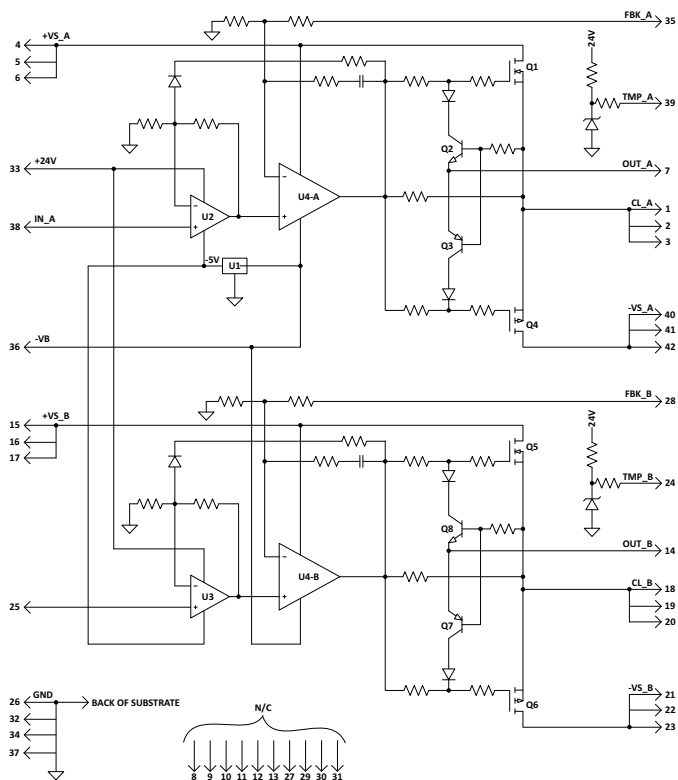 FBK_A 35
4 +VS_A
5
6
Q1
24V
TMP_A 39
33 +24V
Q2
OUT_A 7
U4-A
U2
38 IN_A
CL_A 1
2
3
Q3
-5V U1
-VS_A 40
41
42
Q4
36 -VB
FBK_B 28
15 +VS_B
16
17
Q5
24V
TMP_B 24
Q8
OUT_B 14
U4-B
U3
25
CL_B 18
19
20
Q7
-VS_B 21
22
23
Q6
26 GND BACK OF SUBSTRATE
32
34
37
N/C
8 9 10 11 12 13 27 29 30 31
− + − + − + − +